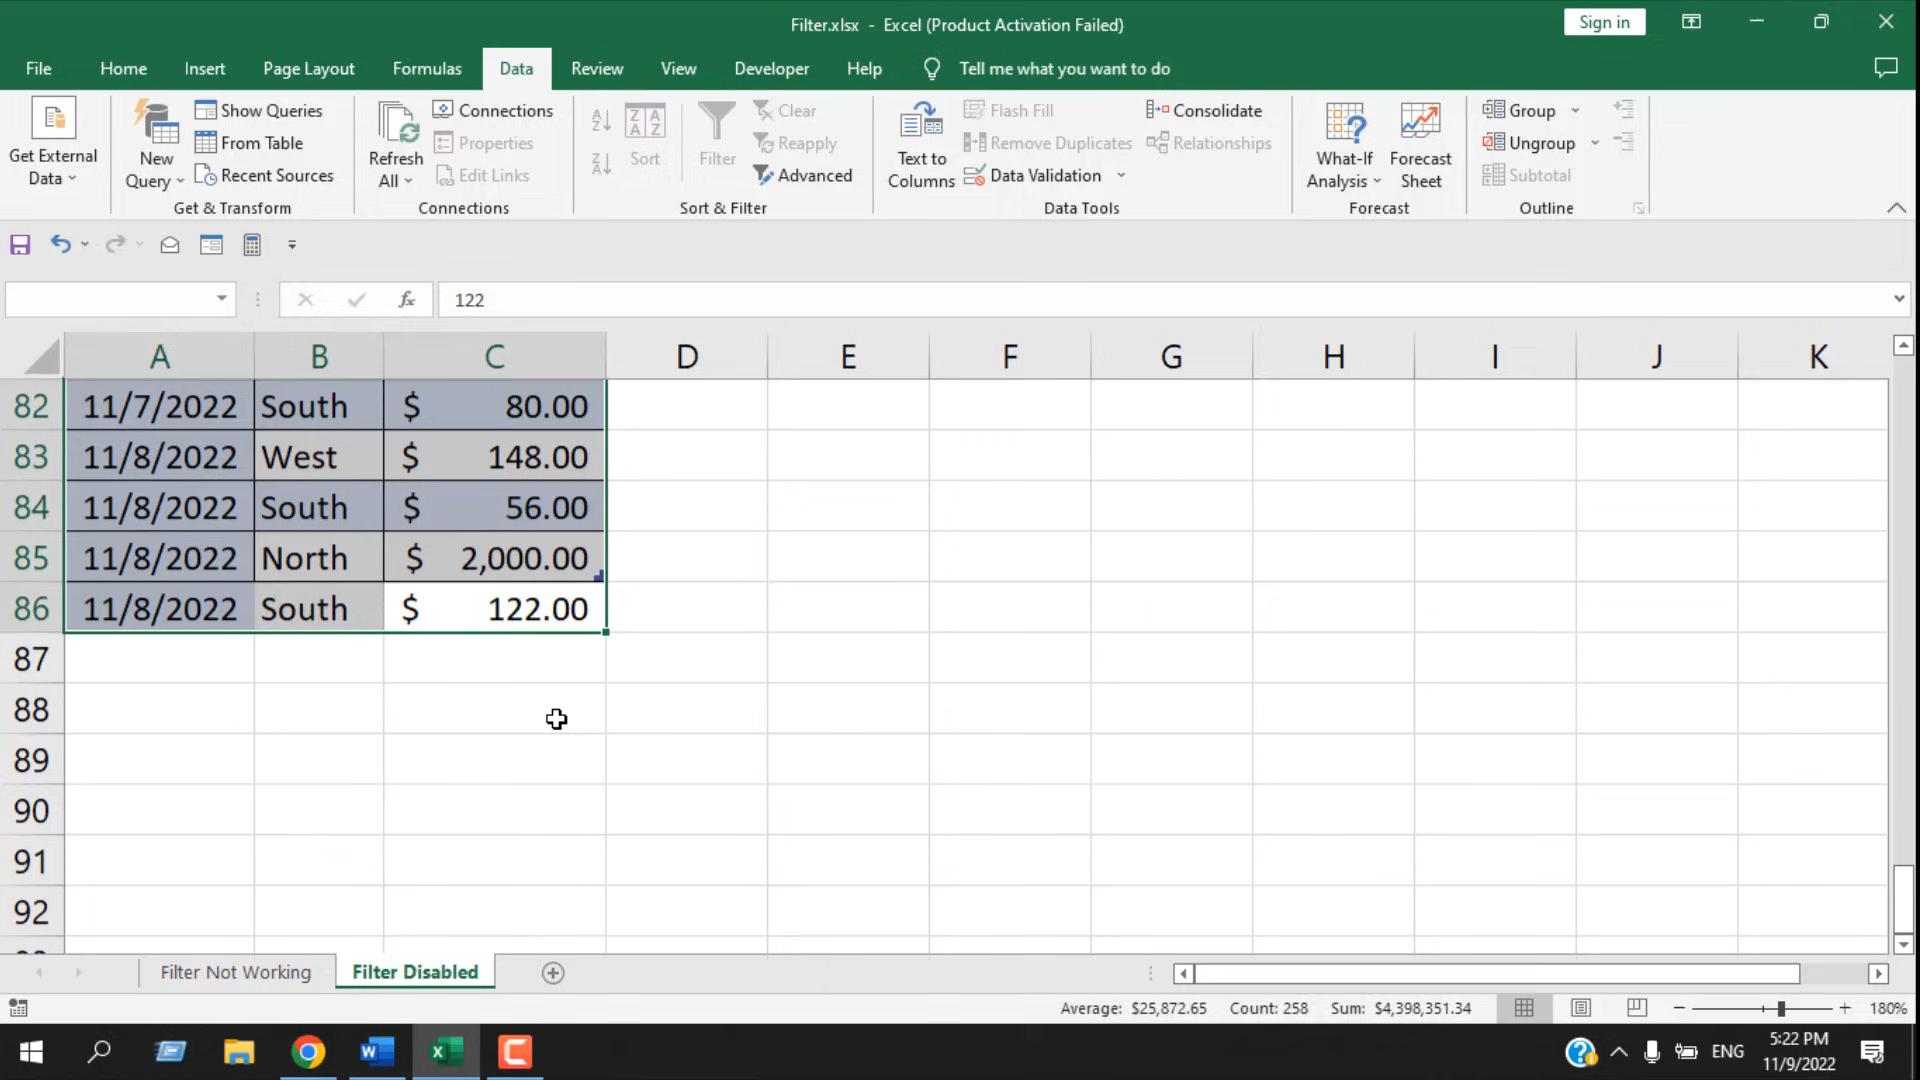 Filter.xlsx - Excel (Product Activation Failed)
Sign in
File Home Insert Page Layout Formulas Data Review View Developer Help Tell me what you want to do
Get External Data
New Query
Show Queries
From Table
Recent Sources
Get & Transform
Refresh All
Connections
Properties
Edit Links
Connections
Sort
Filter
Clear
Reapply
Advanced
Sort & Filter
Text to Columns
Flash Fill
Remove Duplicates
Data Validation
Consolidate
Relationships
Data Tools
What-If Analysis
Forecast Sheet
Forecast
Group
Ungroup
Subtotal
Outline
fx 122
A B C D E F G H I J K
82 11/7/2022 South $ 80.00
83 11/8/2022 West $ 148.00
84 11/8/2022 South $ 56.00
85 11/8/2022 North $ 2,000.00
86 11/8/2022 South $ 122.00
87
88
89
90
91
92
Filter Not Working Filter Disabled
Average: $25,872.65 Count: 258 Sum: $4,398,351.34 180%
ENG
5:22 PM
11/9/2022